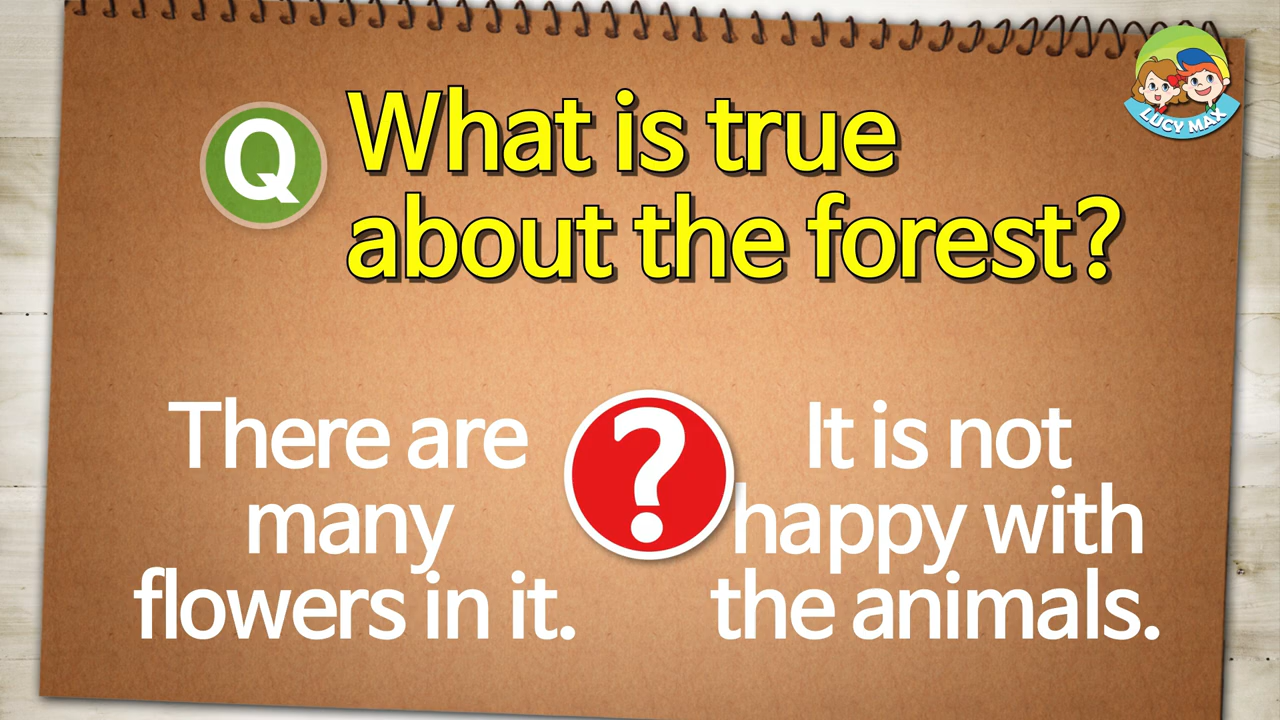 Q
What is true
about the forest?
There are
many
flowers in it.
?
It is not
happy with
the animals.
LUCY MAX